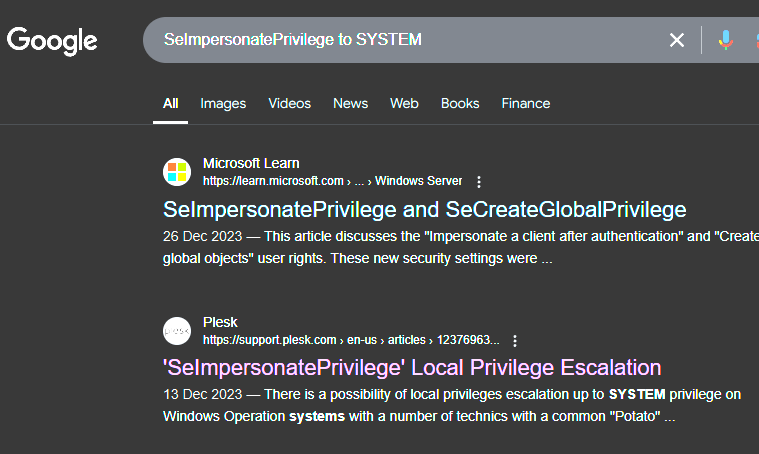 Google
SeImpersonatePrivilege to SYSTEM
All Images Videos News Web Books Finance
Microsoft Learn
https://learn.microsoft.com › ... › Windows Server
SeImpersonatePrivilege and SeCreateGlobalPrivilege
26 Dec 2023 — This article discusses the "Impersonate a client after authentication" and "Create
global objects" user rights. These new security settings were ...
plesk
Plesk
https://support.plesk.com › en-us › articles › 12376963...
'SeImpersonatePrivilege' Local Privilege Escalation
13 Dec 2023 — There is a possibility of local privileges escalation up to SYSTEM privilege on
Windows Operation systems with a number of technics with a common "Potato" ...